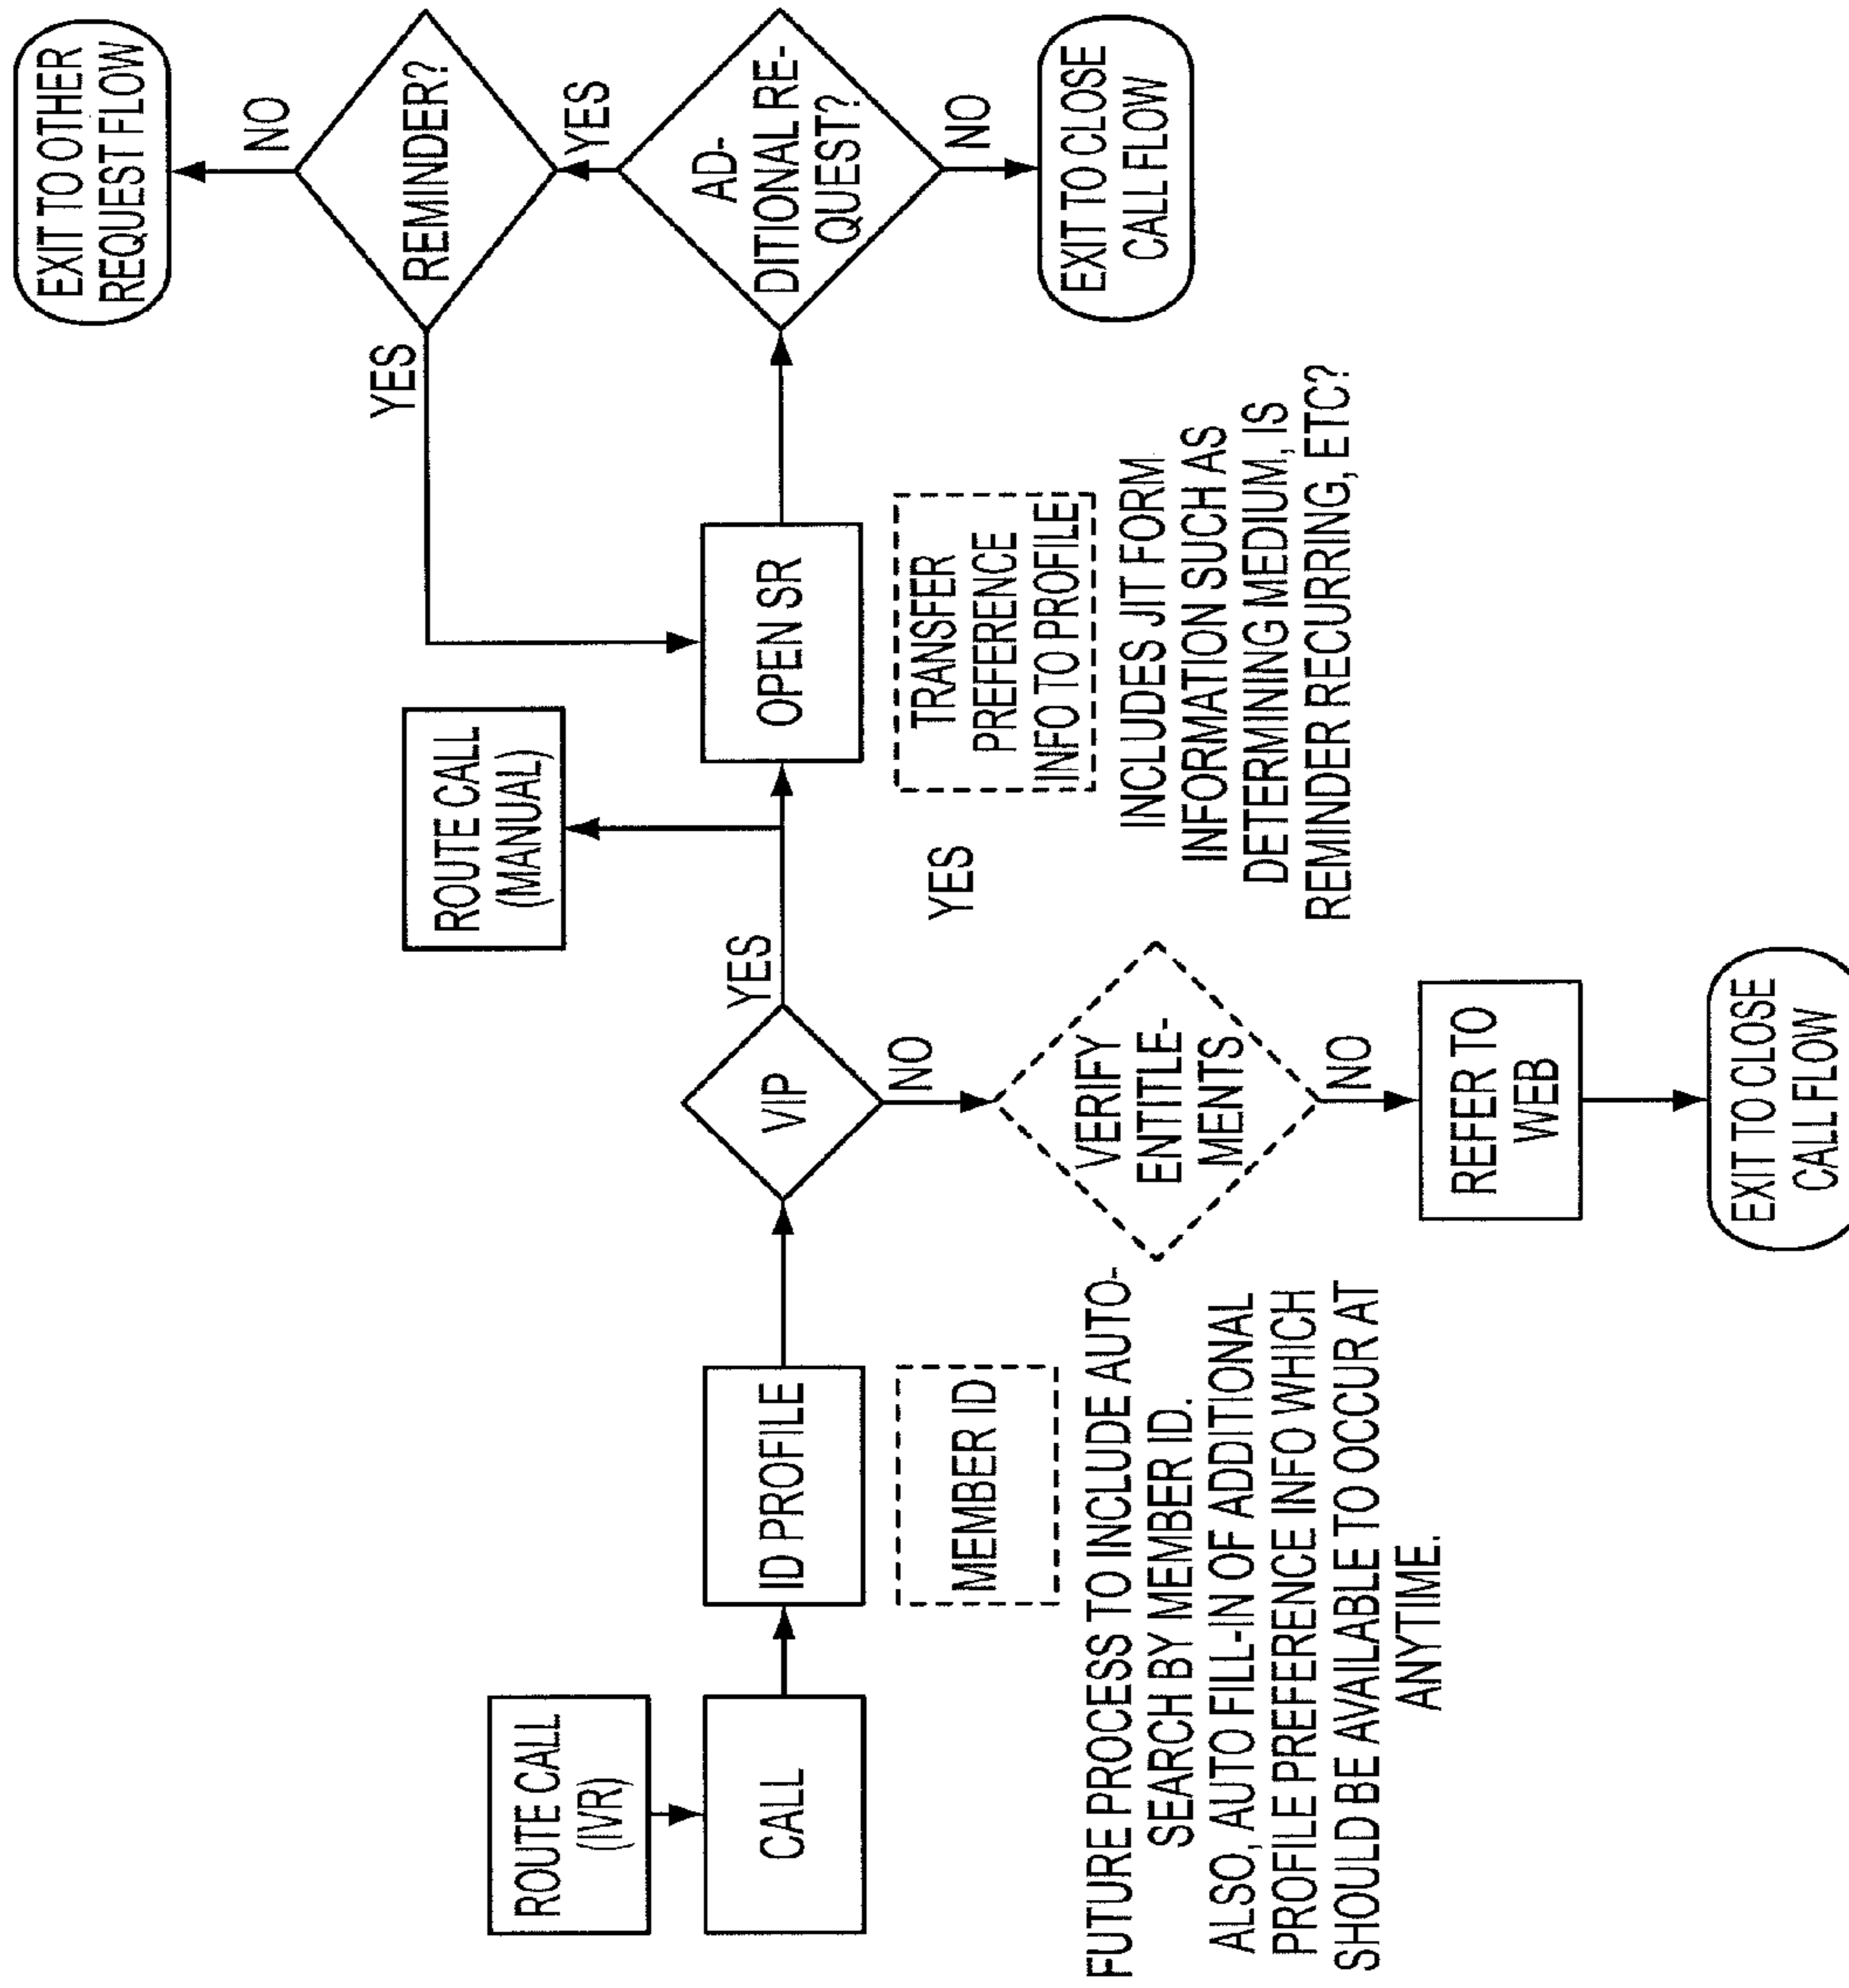 ROUTE CALL
(IVR)
CALL
ID PROFILE
MEMBER ID
FUTURE PROCESS TO INCLUDE AUTO-
SEARCH BY MEMBER ID.
ALSO, AUTO FILL-IN OF ADDITIONAL
PROFILE PREFERENCE INFO WHICH
SHOULD BE AVAILABLE TO OCCUR AT
ANYTIME.
VIP
YES
NO
VERIFY
ENTITLE-
MENTS
NO
REFER TO
WEB
EXIT TO CLOSE
CALL FLOW
YES
ROUTE CALL
(MANUAL)
OPEN SR
TRANSFER
PREFERENCE
INFO TO PROFILE
INCLUDES JIT FORM
INFORMATION SUCH AS
DETERMINING MEDIUM, IS
REMINDER RECURRING, ETC?
YES
EXIT TO OTHER
REQUEST FLOW
NO
REMINDER?
YES
AD-
DITIONAL RE-
QUEST?
NO
EXIT TO CLOSE
CALL FLOW